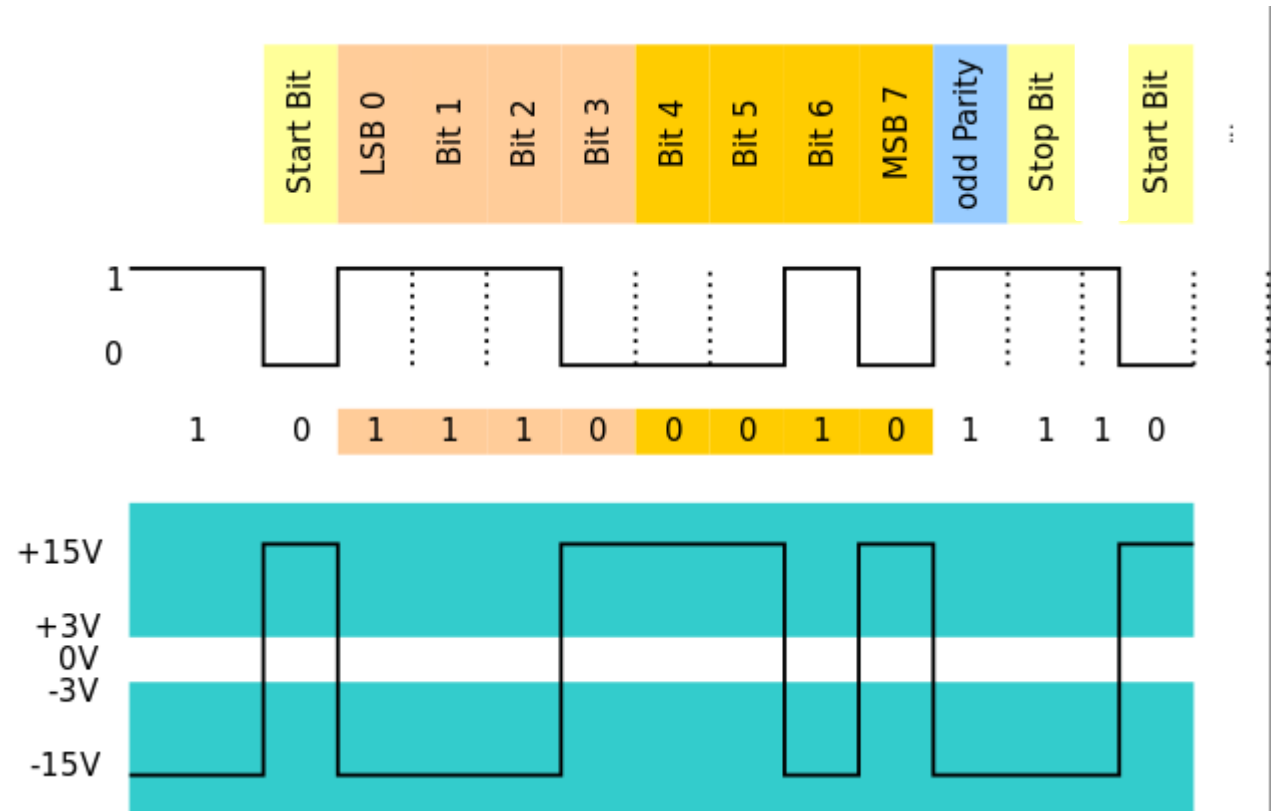 Start Bit
LSB 0
Bit 1
Bit 2
Bit 3
Bit 4
Bit 5
Bit 6
MSB 7
odd Parity
Stop Bit
Start Bit
...
1
0
1 0 1 1 1 0 0 0 1 0 1 1 1 0
+15V
+3V
0V
-3V
-15V